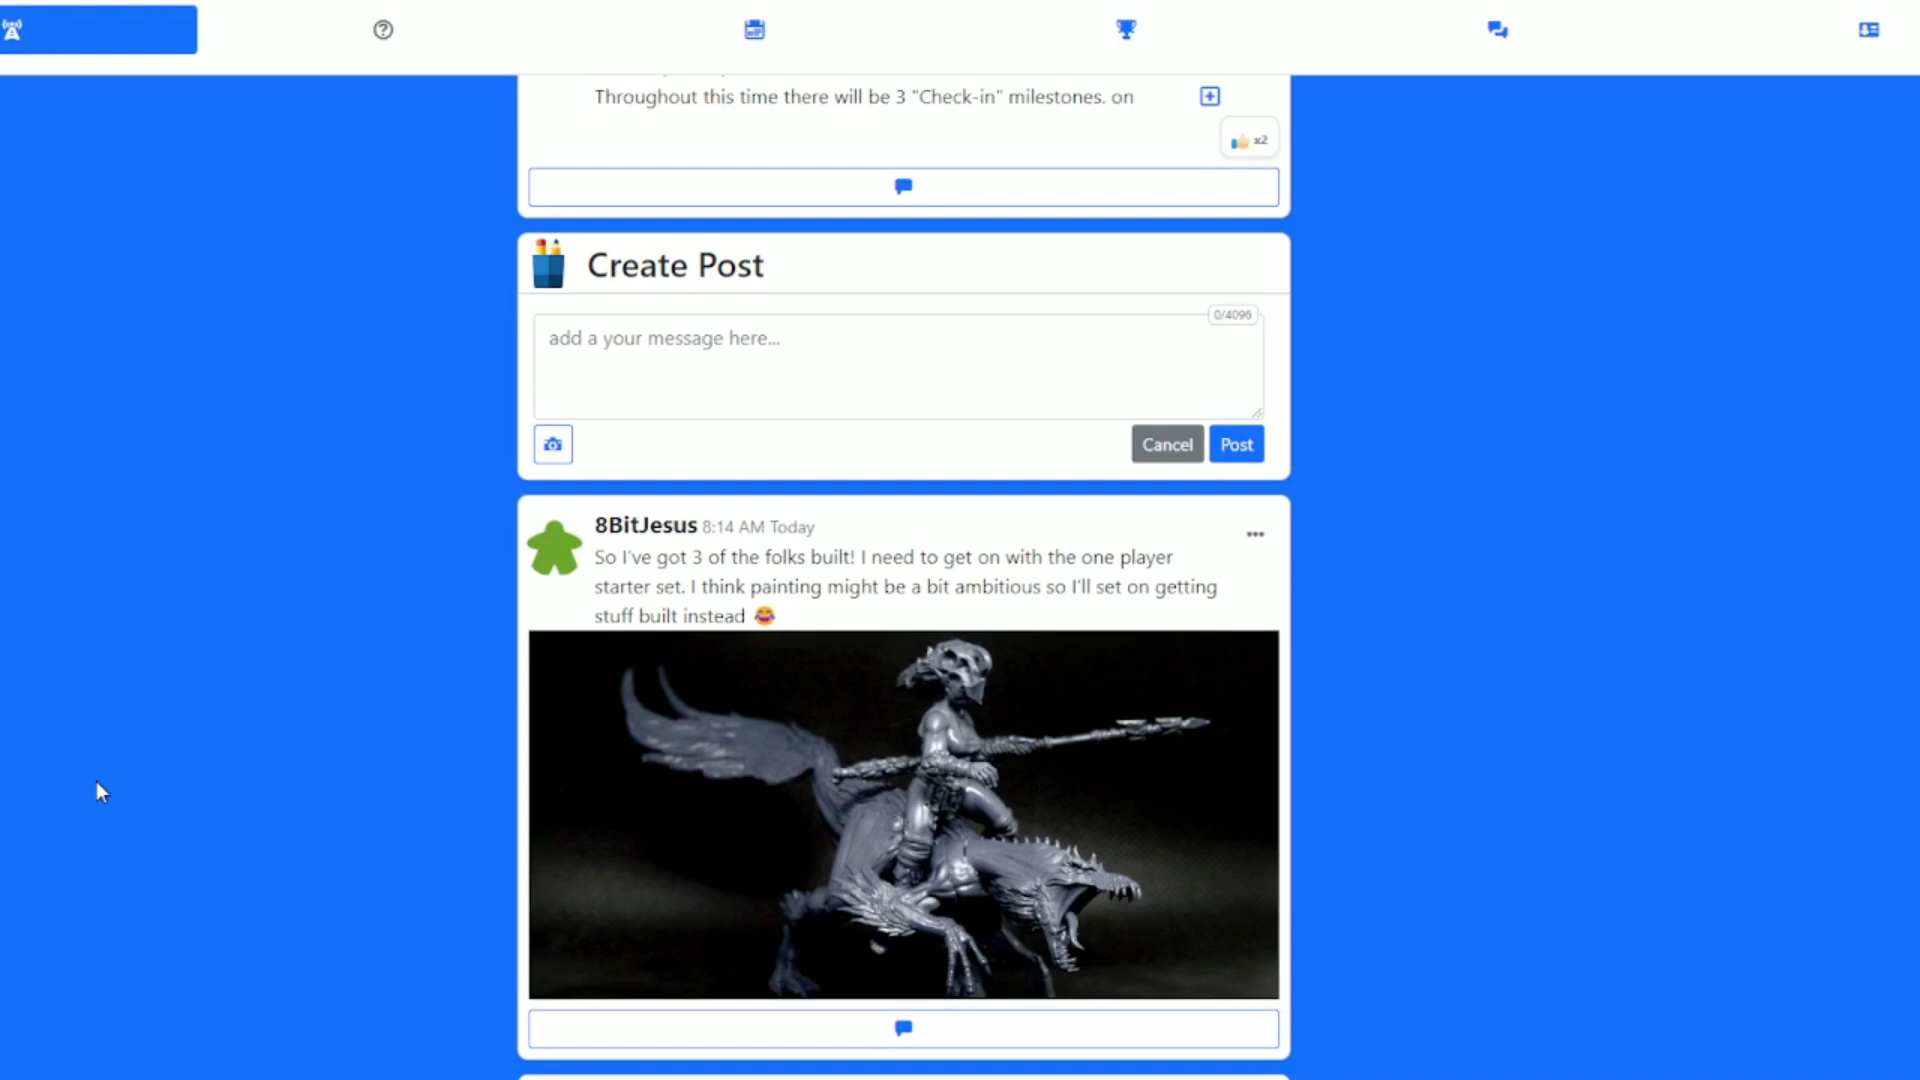 Throughout this time there will be 3 "Check-in" milestones. on
x2
Create Post
0/4096
add a your message here...
Cancel
Post
8BitJesus 8:14 AM Today
So I've got 3 of the folks built! I need to get on with the one player
starter set. I think painting might be a bit ambitious so I'll set on getting
stuff built instead 😂